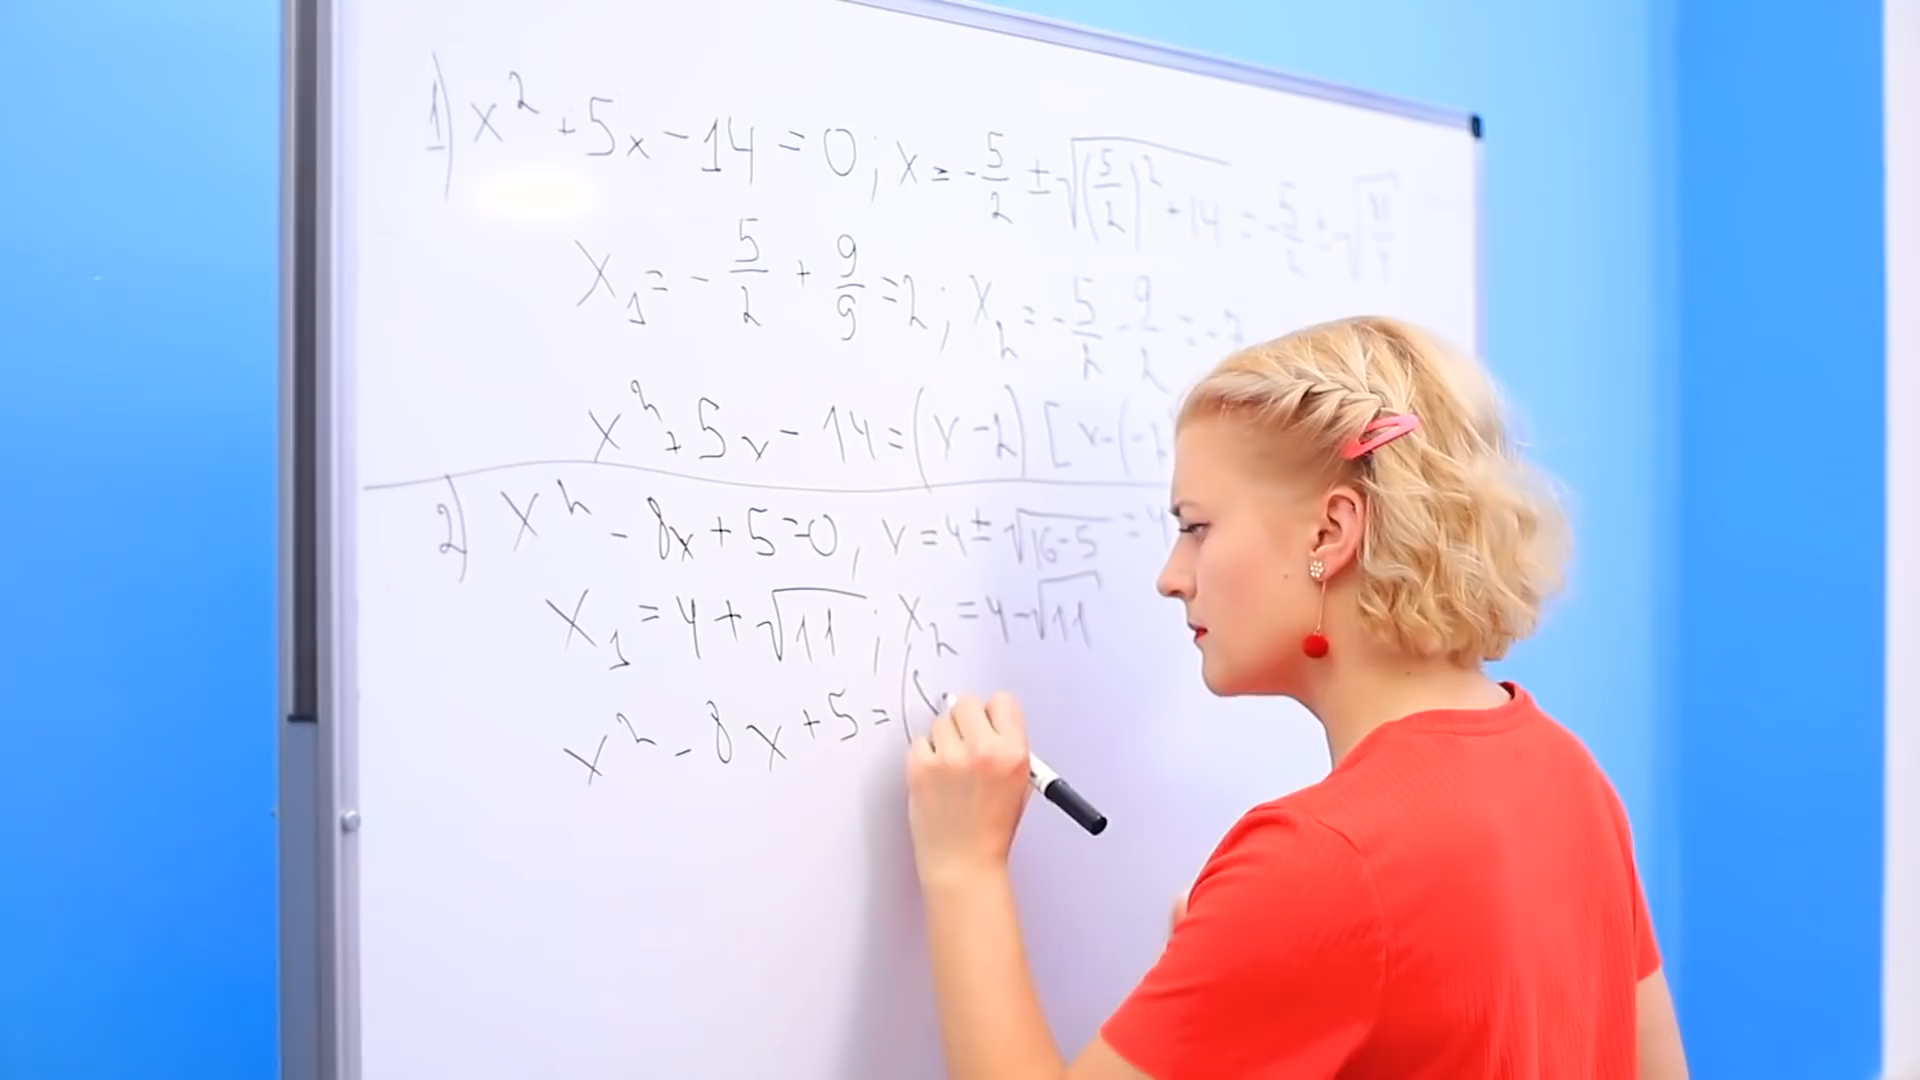 1) x² + 5x - 14 = 0; x = -5/2 ± √((5/2)² + 14) = -5/2 ± √
x₁ = -5/2 + 9/9 = 2; x₂ = -5/2 - 9/2 = -7
x² + 5x - 14 = (x - 2) [x - (-
2) x² - 8x + 5 = 0, x = 4 ± √16-5 = 4
x₁ = 4 + √11; x₂ = 4 - √11
x² - 8x + 5 = (x